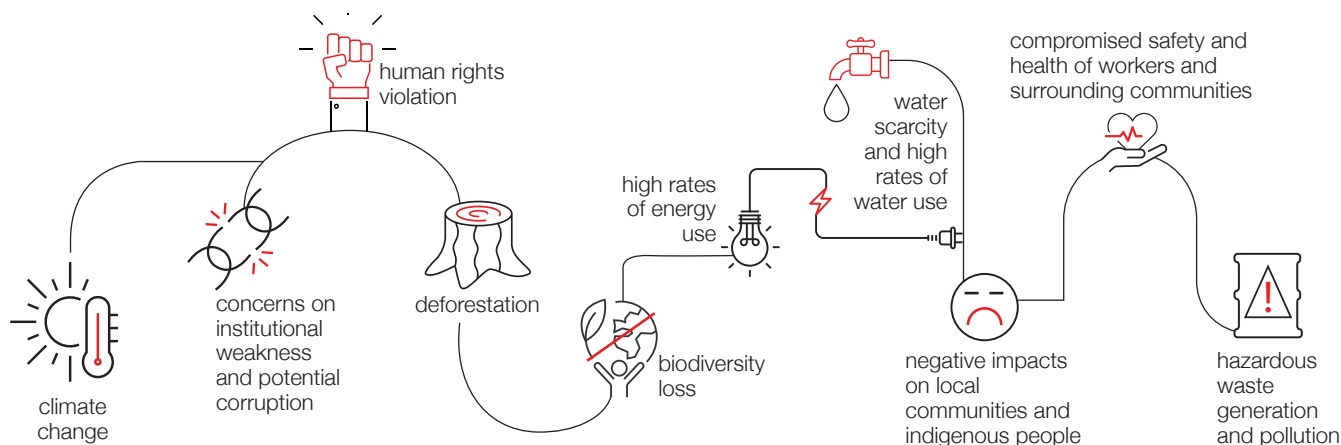 climate
change
concerns on
institutional
weakness
and potential
corruption
human rights
violation
deforestation
biodiversity
loss
high rates
of energy
use
water
scarcity
and high
rates of
water use
negative impacts
on local
communities and
indigenous people
compromised safety and
health of workers and
surrounding communities
hazardous
waste
generation
and pollution